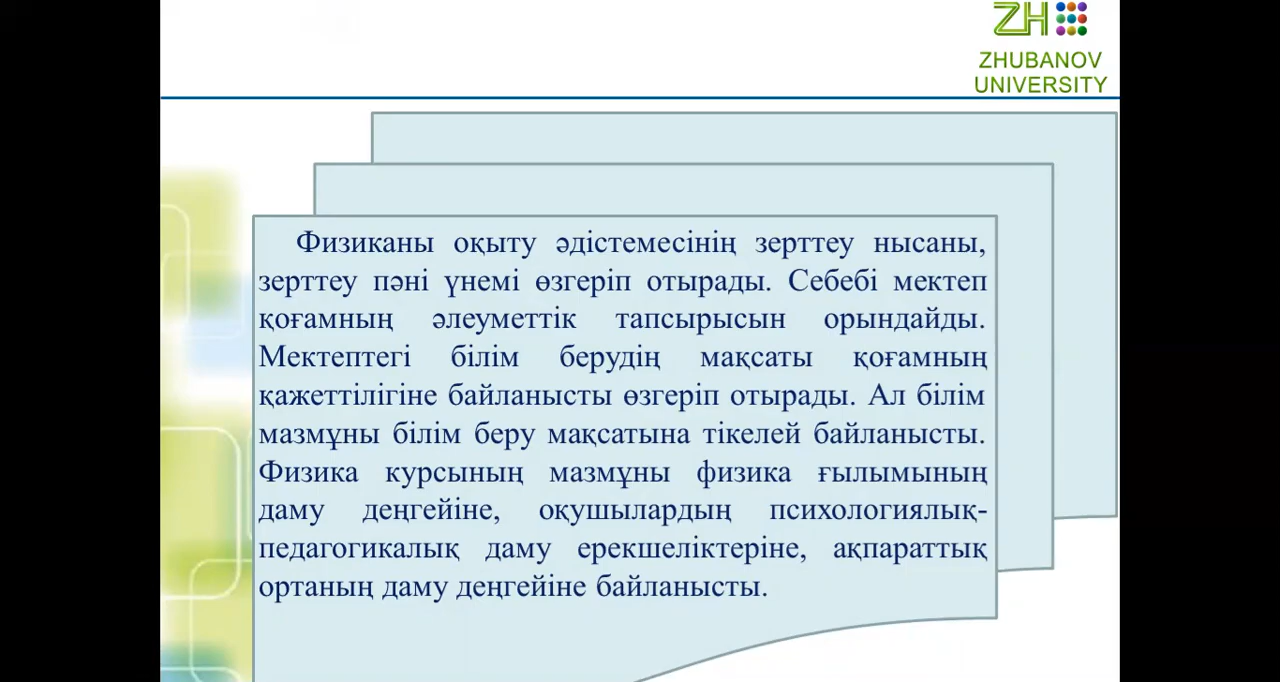 ZH
ZHUBANOV
UNIVERSITY
Физиканы оқыту әдістемесінің зерттеу нысаны,
зерттеу пәні үнемі өзгеріп отырады. Себебі мектеп
қоғамның әлеуметтік тапсырысын орындайды.
Мектептегі білім берудің мақсаты қоғамның
қажеттілігіне байланысты өзгеріп отырады. Ал білім
мазмұны білім беру мақсатына тікелей байланысты.
Физика курсының мазмұны физика ғылымының
даму деңгейіне, оқушылардың психологиялық-
педагогикалық даму ерекшеліктеріне, ақпараттық
ортаның даму деңгейіне байланысты.